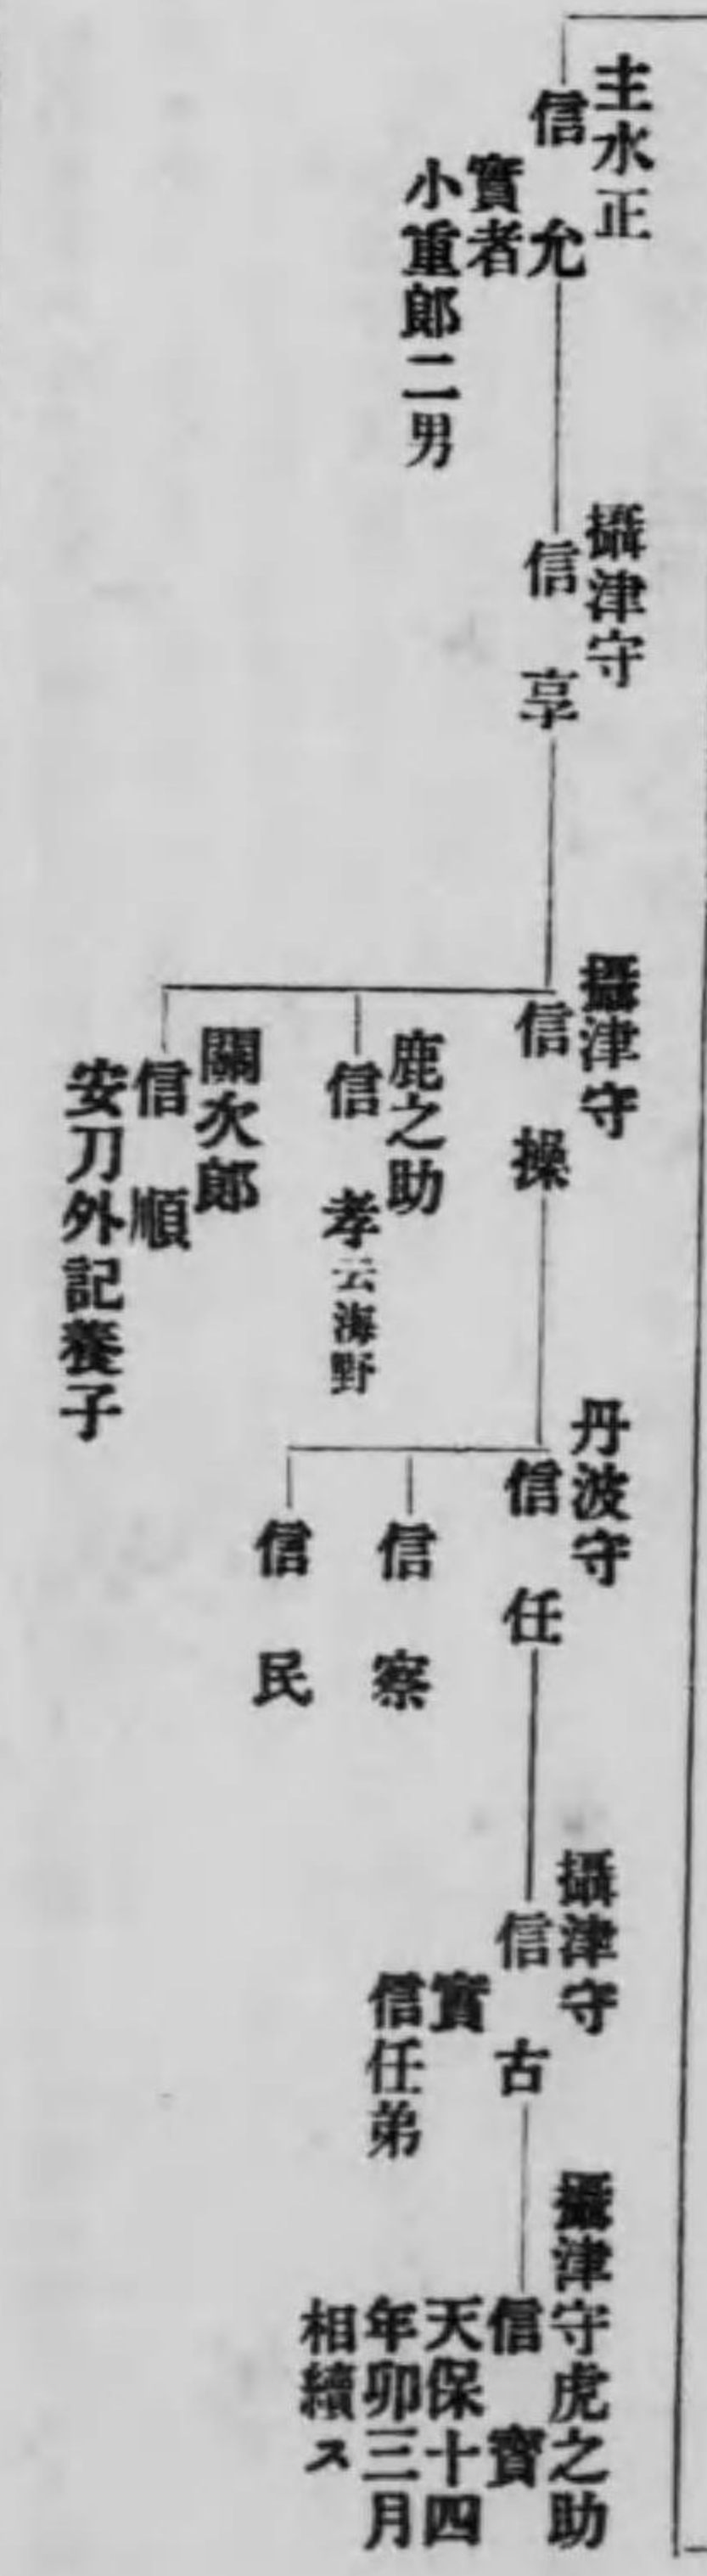 主水正
信允
實者
小重郎二男
攝津守
信享
攝津守
信操
鹿之助
信孝云海野
關次郎
信順
安刀外記養子
丹波守
信任
信察
信民
攝津守
信古
實
信任弟
攝津守虎之助
信寶
天保十四
年卯三月
相續ス